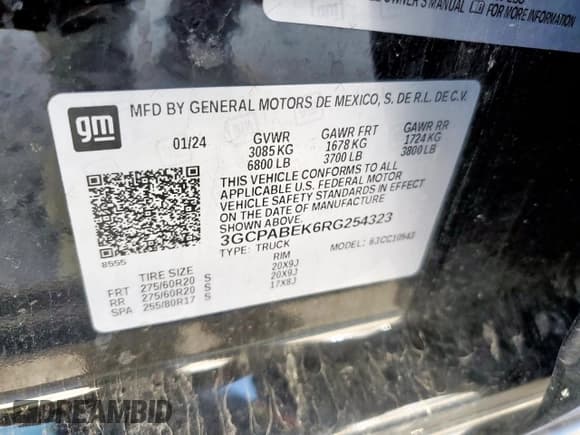 OWNER'S MANUAL
FOR MORE INFORMATION
gm
MFD BY GENERAL MOTORS DE MEXICO, S. DE R.L. DE C.V.
01/24 GVWR GAWR FRT GAWR RR
3085 KG 1678 KG 1724 KG
6800 LB 3700 LB 3800 LB
THIS VEHICLE CONFORMS TO ALL
APPLICABLE U.S. FEDERAL MOTOR
VEHICLE SAFETY STANDARDS IN EFFECT
ON THE DATE OF MANUFACTURE
SHOWN ABOVE.
3GCPABEK6RG254323
TYPE: TRUCK MODEL:
8555
TIRE SIZE RIM
FRT 275/60R20 S 20X9J
RR 275/60R20 S 20X9J
SPA 255/80R17 S 17X8J
DREAMBID